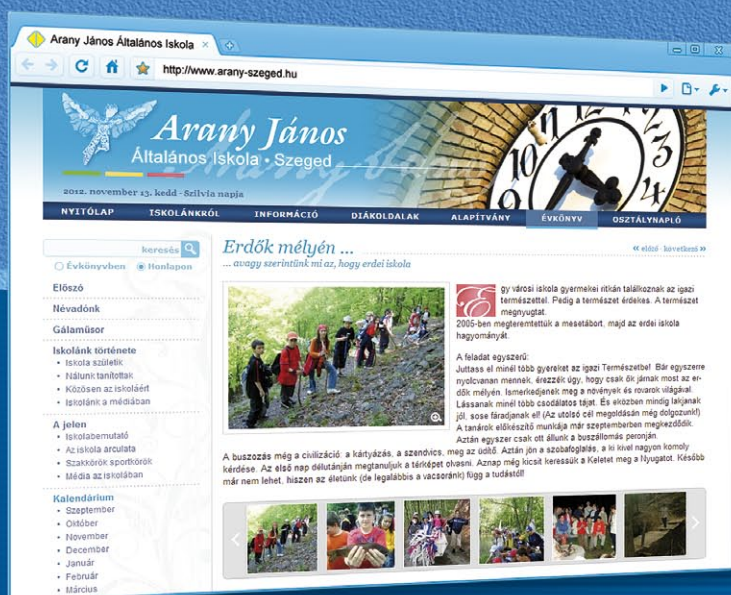 Arany János Általános Iskola
http://www.arany-szeged.hu
Arany János
Általános Iskola • Szeged
2012. november 13. kedd - Szilvia napja
NYITÓLAP ISKOLÁNKRÓL INFORMÁCIÓ DIÁKOLDALAK ALAPÍTVÁNY ÉVKÖNYV OSZTÁLYNAPLÓ
keresés
Évkönyvben Honlapon
Előszó
Névadónk
Gálaműsor
Iskolánk története
• Iskola születik
• Nálunk tanítottak
• Közösen az iskoláért
• Iskolánk a médiában
A jelen
• Iskolabemutató
• Az iskola arculata
• Szakkörök sportkörök
• Média az iskolában
Kalendárium
• Szeptember
• Október
• November
• December
• Január
• Február
• Március
Erdők mélyén ...
« előző - következő »
... avagy szerintünk mi az, hogy erdei iskola
Egy városi iskola gyermekei ritkán találkoznak az igazi
természettel. Pedig a természet érdekes. A természet
megnyugtat.
2005-ben megteremtettük a mesetábort, majd az erdei iskola
hagyományát.
A feladat egyszerű:
Juttass el minél több gyereket az igazi Természetbe! Bár egyszerre
nyolcvanan mennek, érezzék úgy, hogy csak ők járnak most az er-
dők mélyén. Ismerkedjenek meg a növények és rovarok világával.
Lássanak minél több csodálatos tájat. És eközben mindig lakjanak
jól, sose fáradjanak el! (Az utolsó cél megoldásán még dolgozunk!)
A tanárok előkészítő munkája már szeptemberben megkezdődik.
Aztán egyszer csak ott állunk a buszállomás peronján.
A buszozás még a civilizáció: a kártyázás, a szendvics, meg az üdítő. Aztán jön a szobafoglalás, a ki kivel nagyon komoly
kérdése. Az első nap délutánján megtanuljuk a térképet olvasni. Aznap még kicsit keressük a Keletet meg a Nyugatot. Később
már nem lehet, hiszen az életünk (de legalábbis a vacsoránk) függ a tudástól!
10
9
8
7
3
4